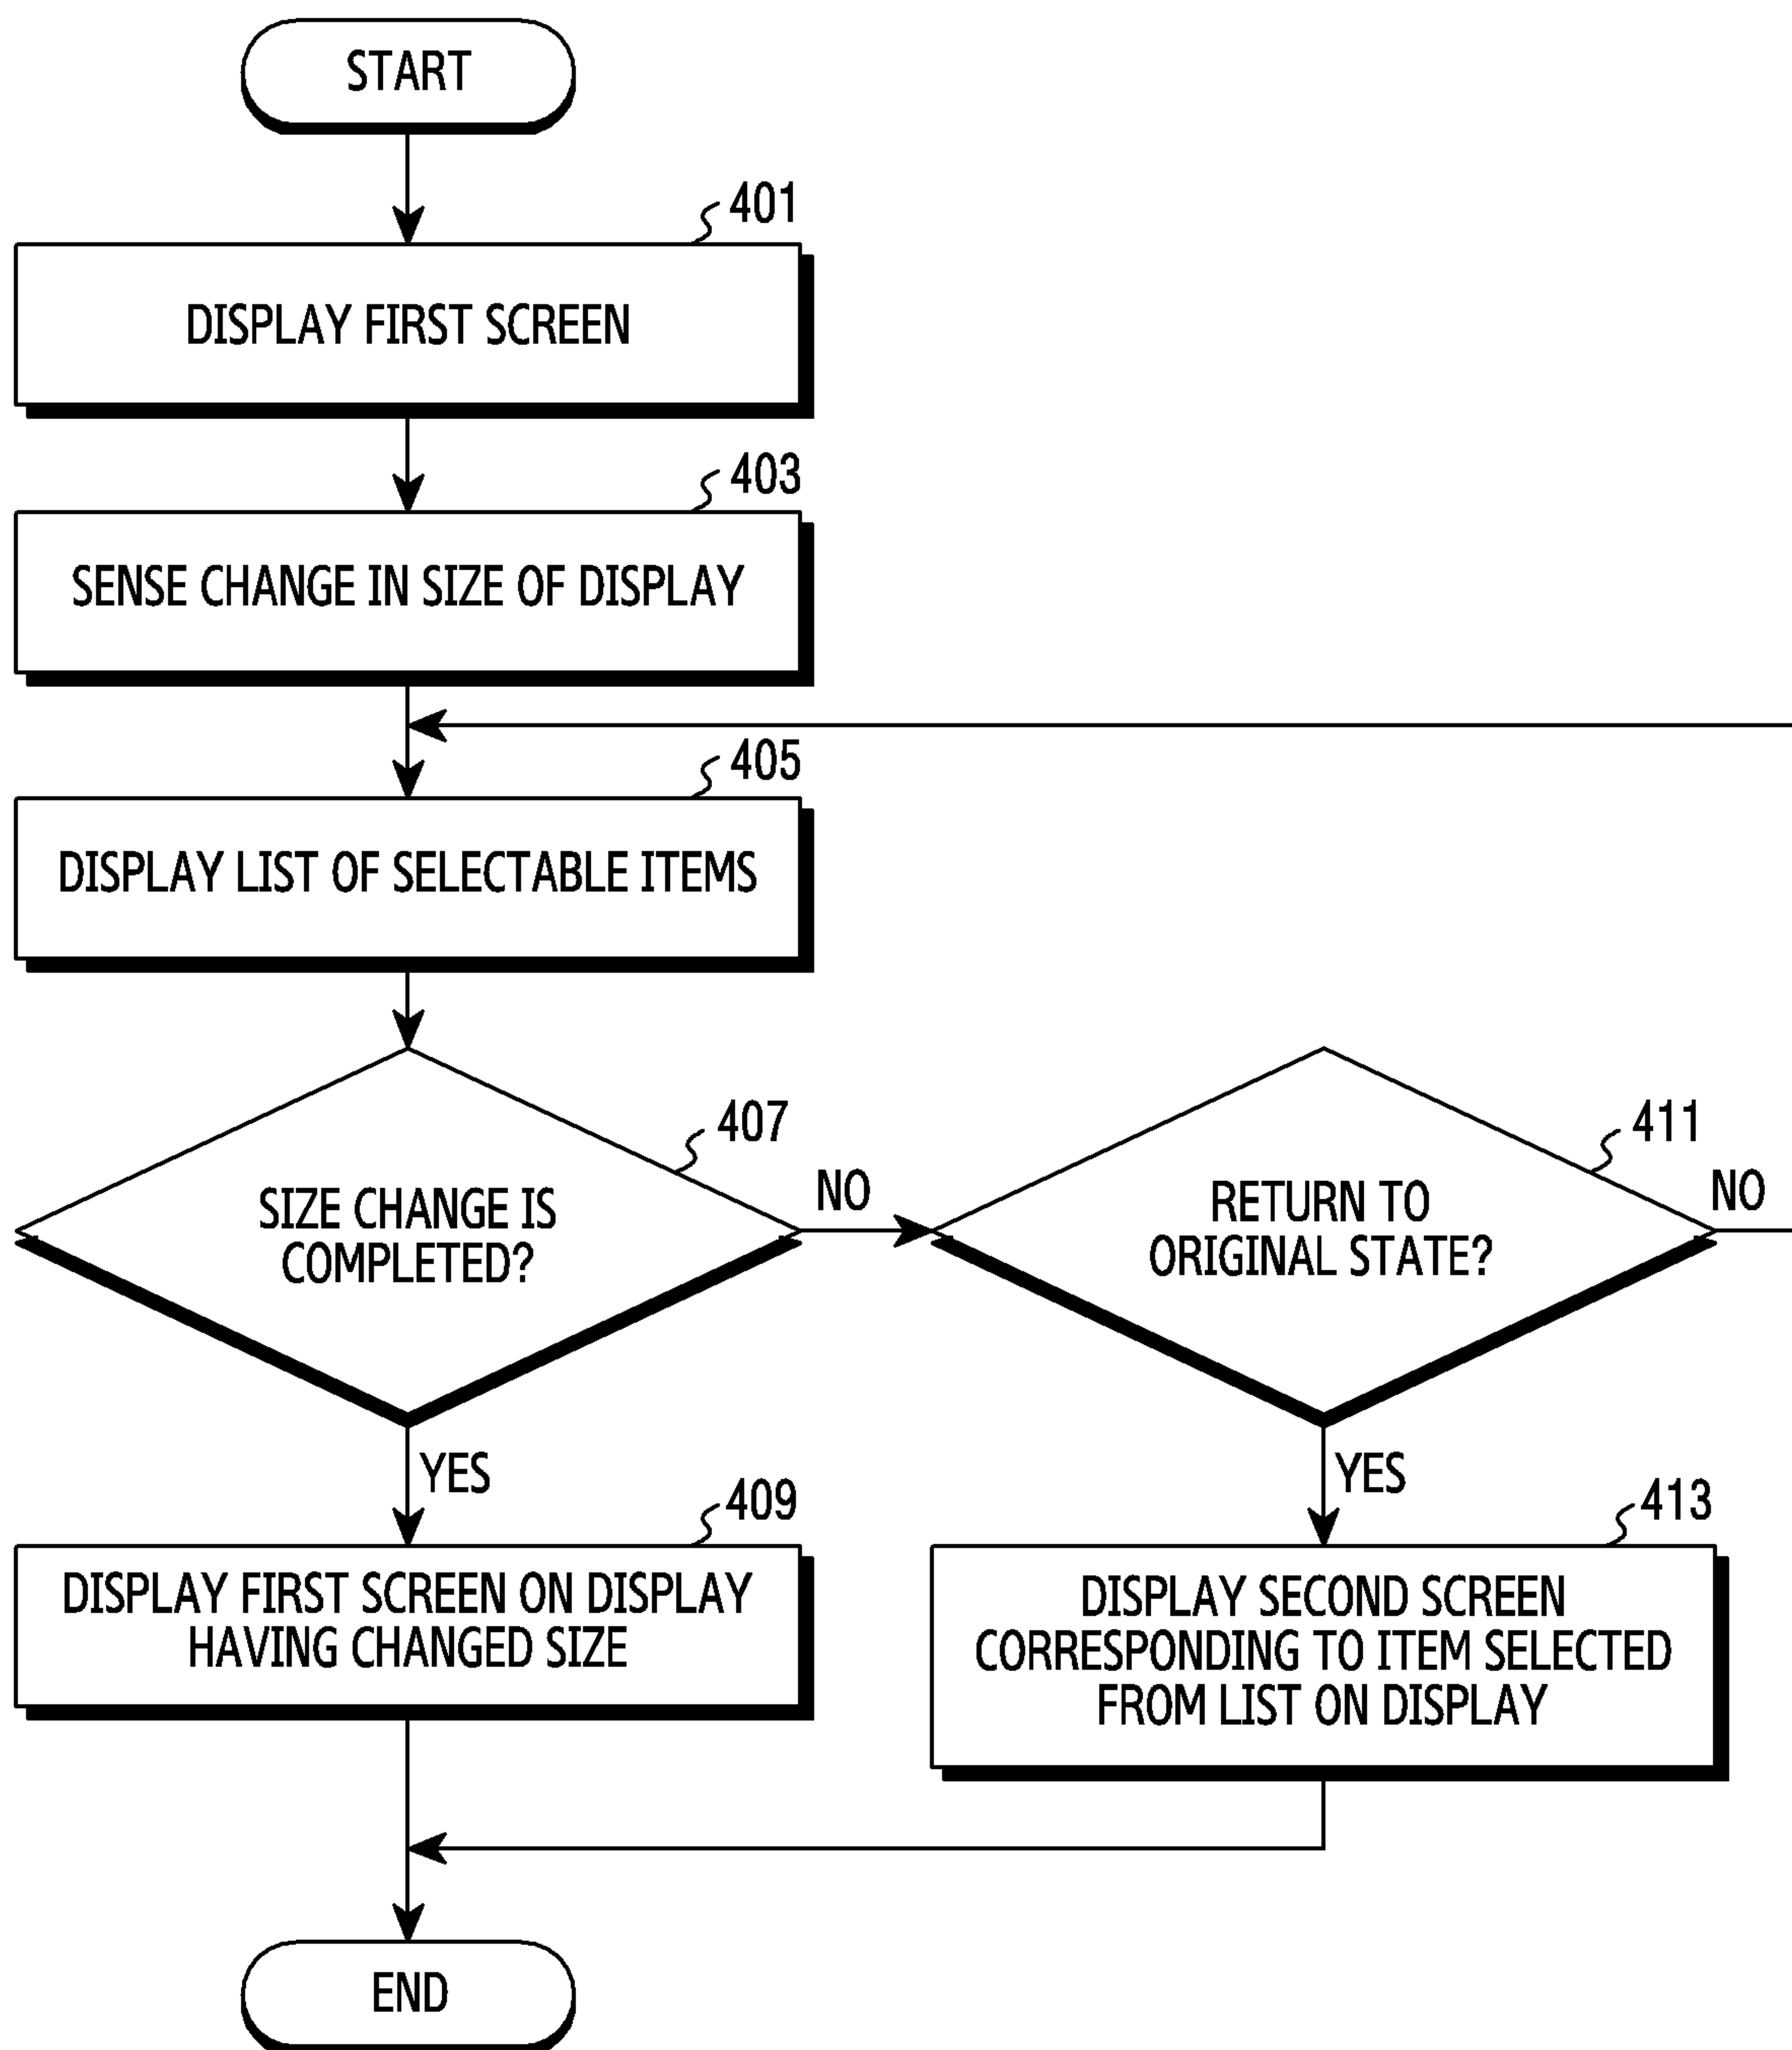 START
401
DISPLAY FIRST SCREEN
403
SENSE CHANGE IN SIZE OF DISPLAY
405
DISPLAY LIST OF SELECTABLE ITEMS
407
SIZE CHANGE IS
COMPLETED?
NO
411
RETURN TO
ORIGINAL STATE?
NO
YES
409
DISPLAY FIRST SCREEN ON DISPLAY
HAVING CHANGED SIZE
YES
413
DISPLAY SECOND SCREEN
CORRESPONDING TO ITEM SELECTED
FROM LIST ON DISPLAY
END